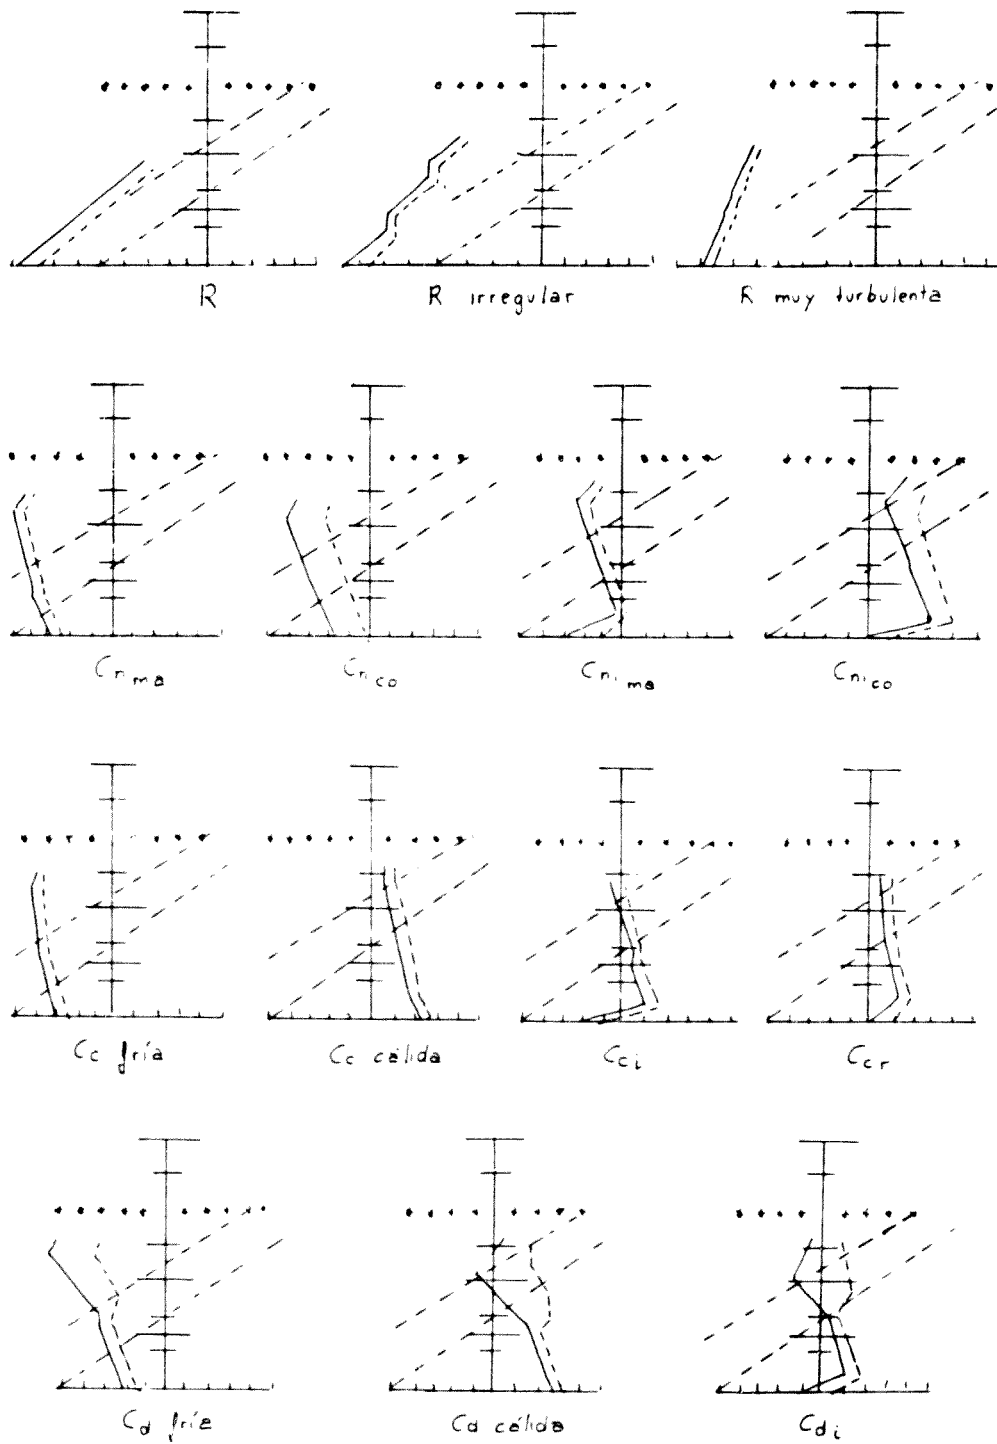 R
R irregular
R muy turbulenta
Cn ma
Cn co
Cni ma
Cni co
Cc fría
Cc cálida
Cci
Ccr
Cd fría
Cd cálida
Cdi